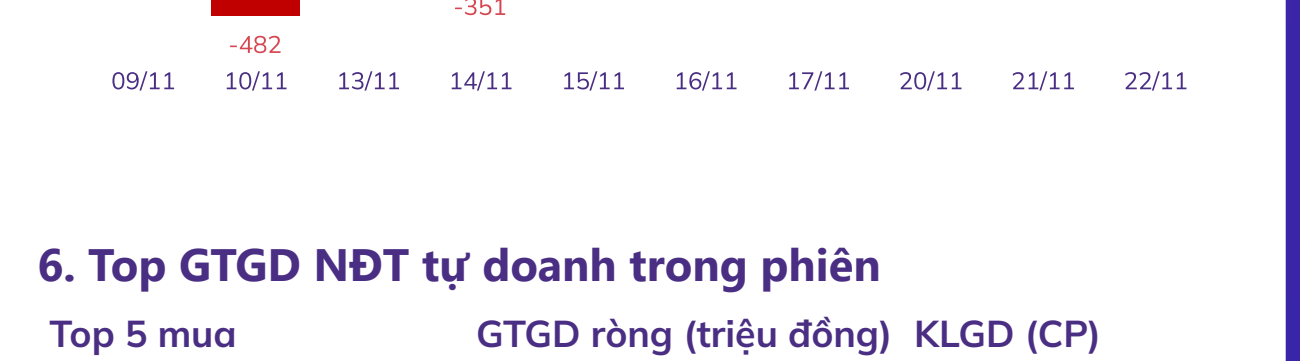 -351
-482
09/11 10/11 13/11 14/11 15/11 16/11 17/11 20/11 21/11 22/11
6. Top GTGD NĐT tự doanh trong phiên
Top 5 mua GTGD ròng (triệu đồng) KLGD (CP)